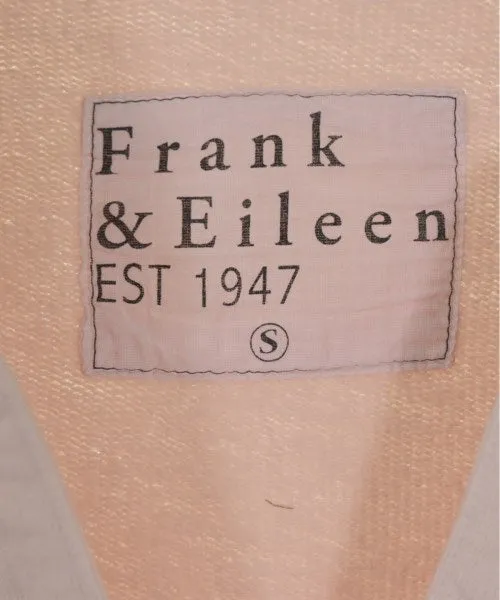 Frank
& Eileen
EST 1947
S